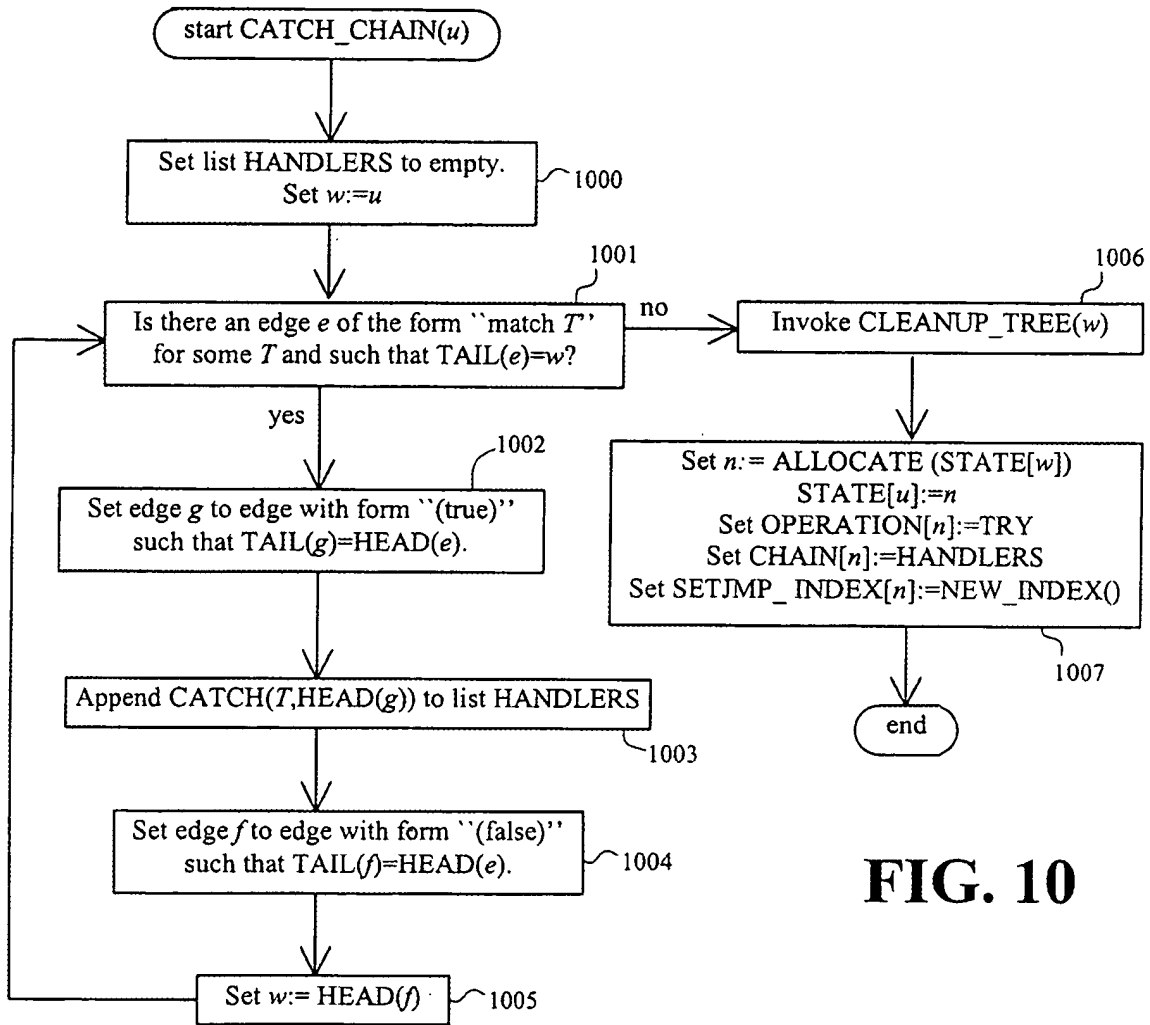 start CATCH_CHAIN(u)
Set list HANDLERS to empty.
Set w:=u
1000
1001
Is there an edge e of the form ``match T''
for some T and such that TAIL(e)=w?
no
yes
1006
Invoke CLEANUP_TREE(w)
1002
Set edge g to edge with form ``(true)''
such that TAIL(g)=HEAD(e).
Set n:= ALLOCATE (STATE[w])
STATE[u]:=n
Set OPERATION[n]:=TRY
Set CHAIN[n]:=HANDLERS
Set SETJMP_ INDEX[n]:=NEW_INDEX()
1007
Append CATCH(T,HEAD(g)) to list HANDLERS
1003
end
Set edge f to edge with form ``(false)''
such that TAIL(f)=HEAD(e).
1004
Set w:= HEAD(f)
1005
FIG. 10